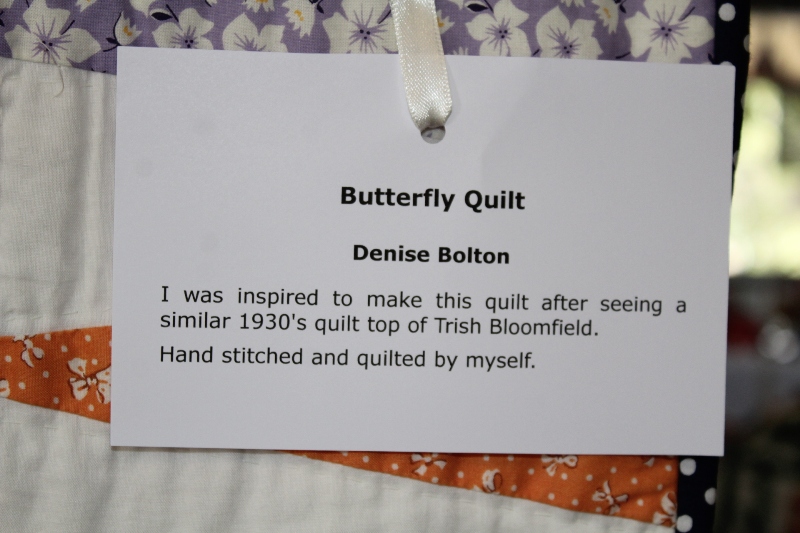 Butterfly Quilt
Denise Bolton
I was inspired to make this quilt after seeing a
similar 1930's quilt top of Trish Bloomfield.
Hand stitched and quilted by myself.